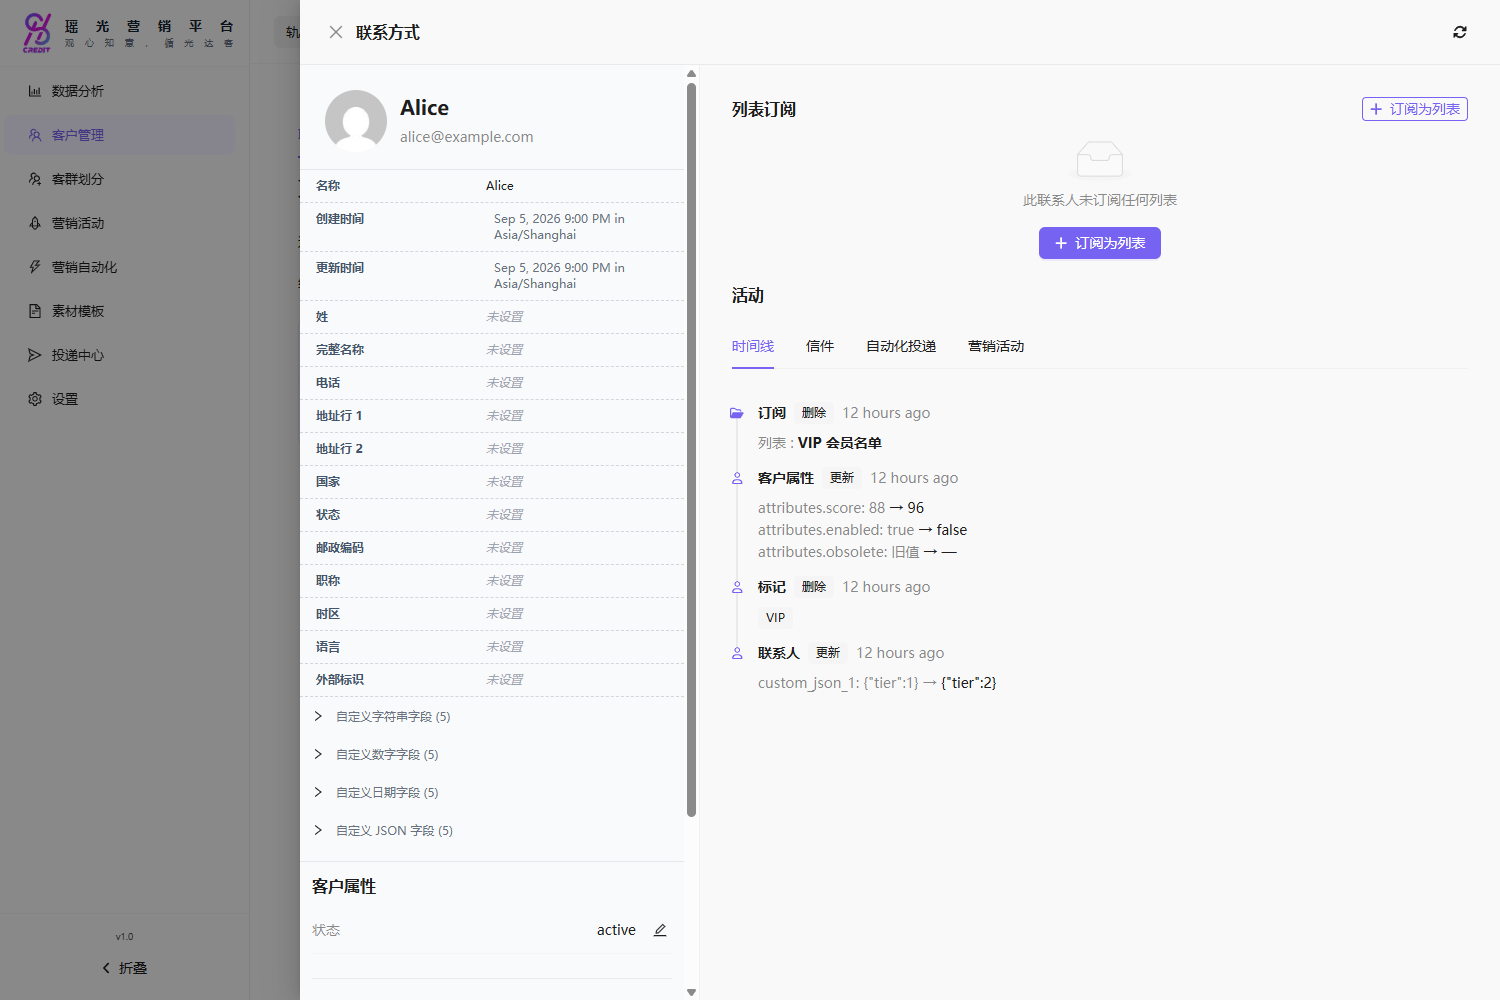 CREDIT
瑶光营销平台
观心知意.循光达客
数据分析
客户管理
客群划分
营销活动
营销自动化
素材模板
投递中心
设置
v1.0
折叠
联系方式
Alice
alice@example.com
名称 Alice
创建时间 Sep 5, 2026 9:00 PM in
Asia/Shanghai
更新时间 Sep 5, 2026 9:00 PM in
Asia/Shanghai
姓 未设置
完整名称 未设置
电话 未设置
地址行 1 未设置
地址行 2 未设置
国家 未设置
状态 未设置
邮政编码 未设置
职称 未设置
时区 未设置
语言 未设置
外部标识 未设置
自定义字符串字段 (5)
自定义数字字段 (5)
自定义日期字段 (5)
自定义 JSON 字段 (5)
客户属性
状态 active
列表订阅
订阅为列表
此联系人未订阅任何列表
订阅为列表
活动
时间线 信件 自动化投递 营销活动
订阅 删除 12 hours ago
列表 : VIP 会员名单
客户属性 更新 12 hours ago
attributes.score: 88 → 96
attributes.enabled: true → false
attributes.obsolete: 旧值 → —
标记 删除 12 hours ago
VIP
联系人 更新 12 hours ago
custom_json_1: {"tier":1} → {"tier":2}